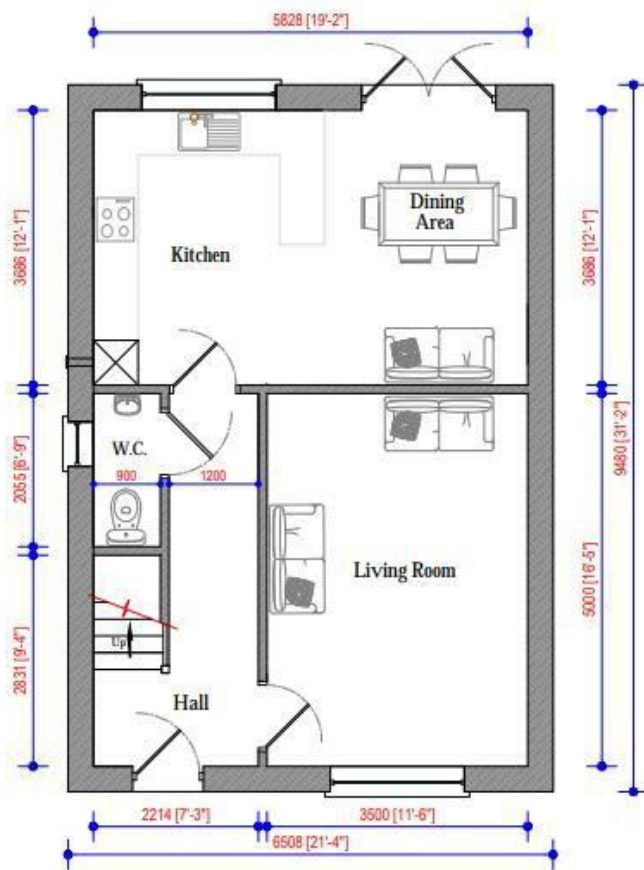 5828 [19'-2"]
Dining
Area
Kitchen
3686 [12'-1"]
3686 [12'-1"]
9480 [31'-2"]
W.C.
900
1200
2055 [6'-9"]
Living Room
5000 [16'-5"]
Up
2831 [9'-4"]
Hall
2214 [7'-3"]
3500 [11'-6"]
6508 [21'-4"]